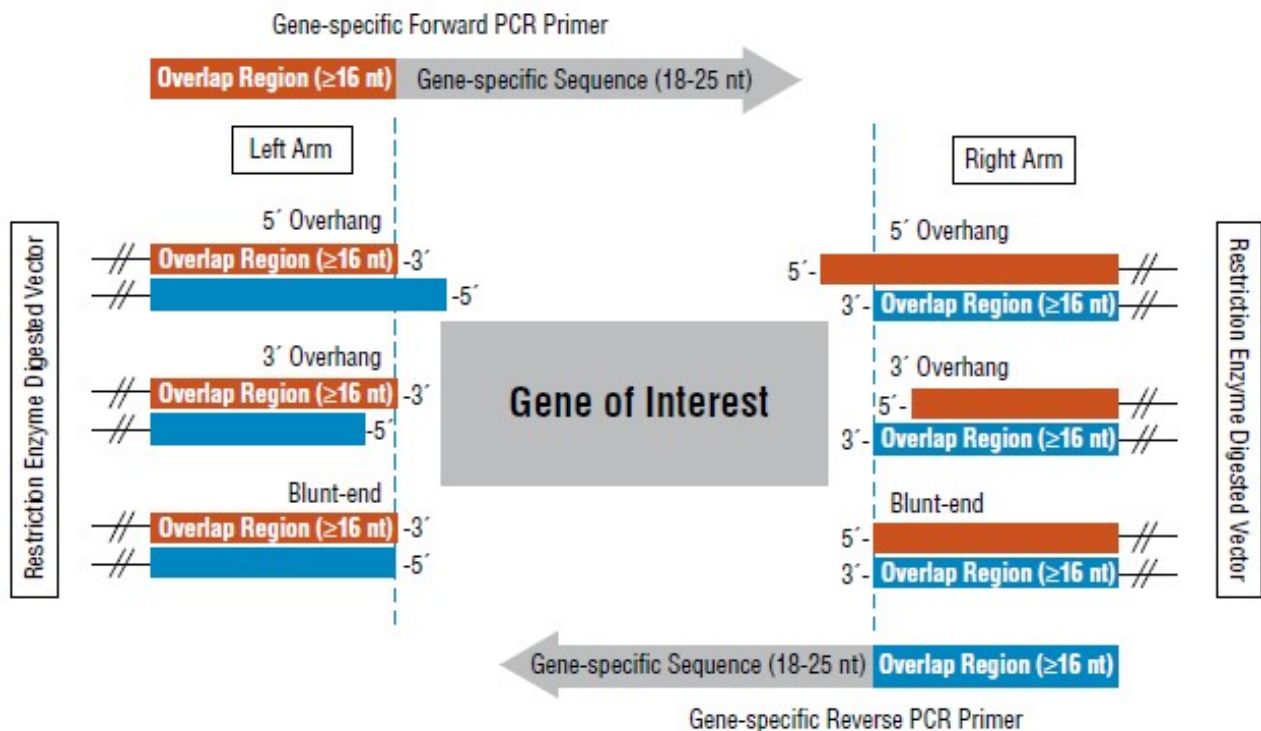 Gene-specific Forward PCR Primer
Overlap Region (≥16 nt) Gene-specific Sequence (18-25 nt)
Left Arm
Right Arm
Restriction Enzyme Digested Vector
5´ Overhang
Overlap Region (≥16 nt) -3´
-5´
3´ Overhang
Overlap Region (≥16 nt) -3´
-5´
Blunt-end
Overlap Region (≥16 nt) -3´
-5´
Gene of Interest
5´ Overhang
5´-
3´- Overlap Region (≥16 nt)
3´ Overhang
5´-
3´- Overlap Region (≥16 nt)
Blunt-end
5´-
3´- Overlap Region (≥16 nt)
Restriction Enzyme Digested Vector
Gene-specific Sequence (18-25 nt) Overlap Region (≥16 nt)
Gene-specific Reverse PCR Primer